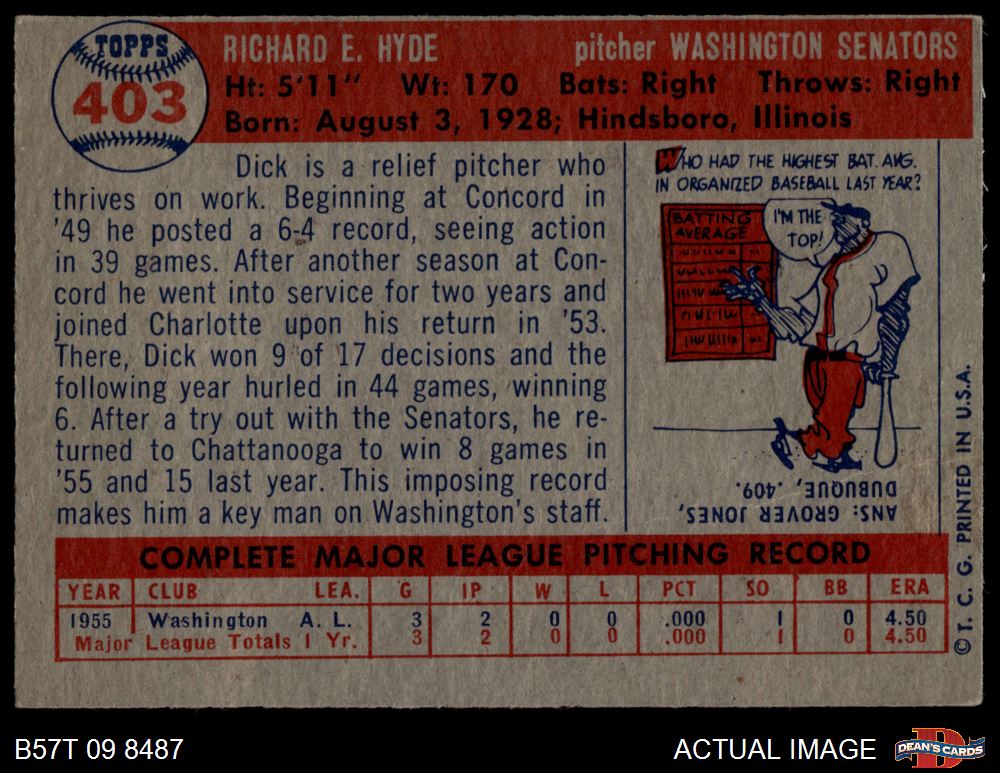 TOPPS
403
RICHARD E. HYDE
pitcher WASHINGTON SENATORS
Ht: 5'11" Wt: 170 Bats: Right Throws: Right
Born: August 3, 1928; Hindsboro, Illinois
Dick is a relief pitcher who
thrives on work. Beginning at Concord in
'49 he posted a 6-4 record, seeing action
in 39 games. After another season at Con-
cord he went into service for two years and
joined Charlotte upon his return in '53.
There, Dick won 9 of 17 decisions and the
following year hurled in 44 games, winning
6. After a try out with the Senators, he re-
turned to Chattanooga to win 8 games in
'55 and 15 last year. This imposing record
makes him a key man on Washington's staff.
WHO HAD THE HIGHEST BAT. AVG.
IN ORGANIZED BASEBALL LAST YEAR?
BATTING
AVERAGE
I'M THE
TOP!
ANS: GROVER JONES,
DUBUQUE, .409.
COMPLETE MAJOR LEAGUE PITCHING RECORD
YEAR CLUB LEA. G IP W L PCT SO BB ERA
1955 Washington A. L. 3 2 0 0 .000 1 0 4.50
Major League Totals 1 Yr. 3 2 0 0 .000 1 0 4.50
© T. C. G. PRINTED IN U.S.A.
B57T 09 8487
ACTUAL IMAGE
DEAN'S CARDS